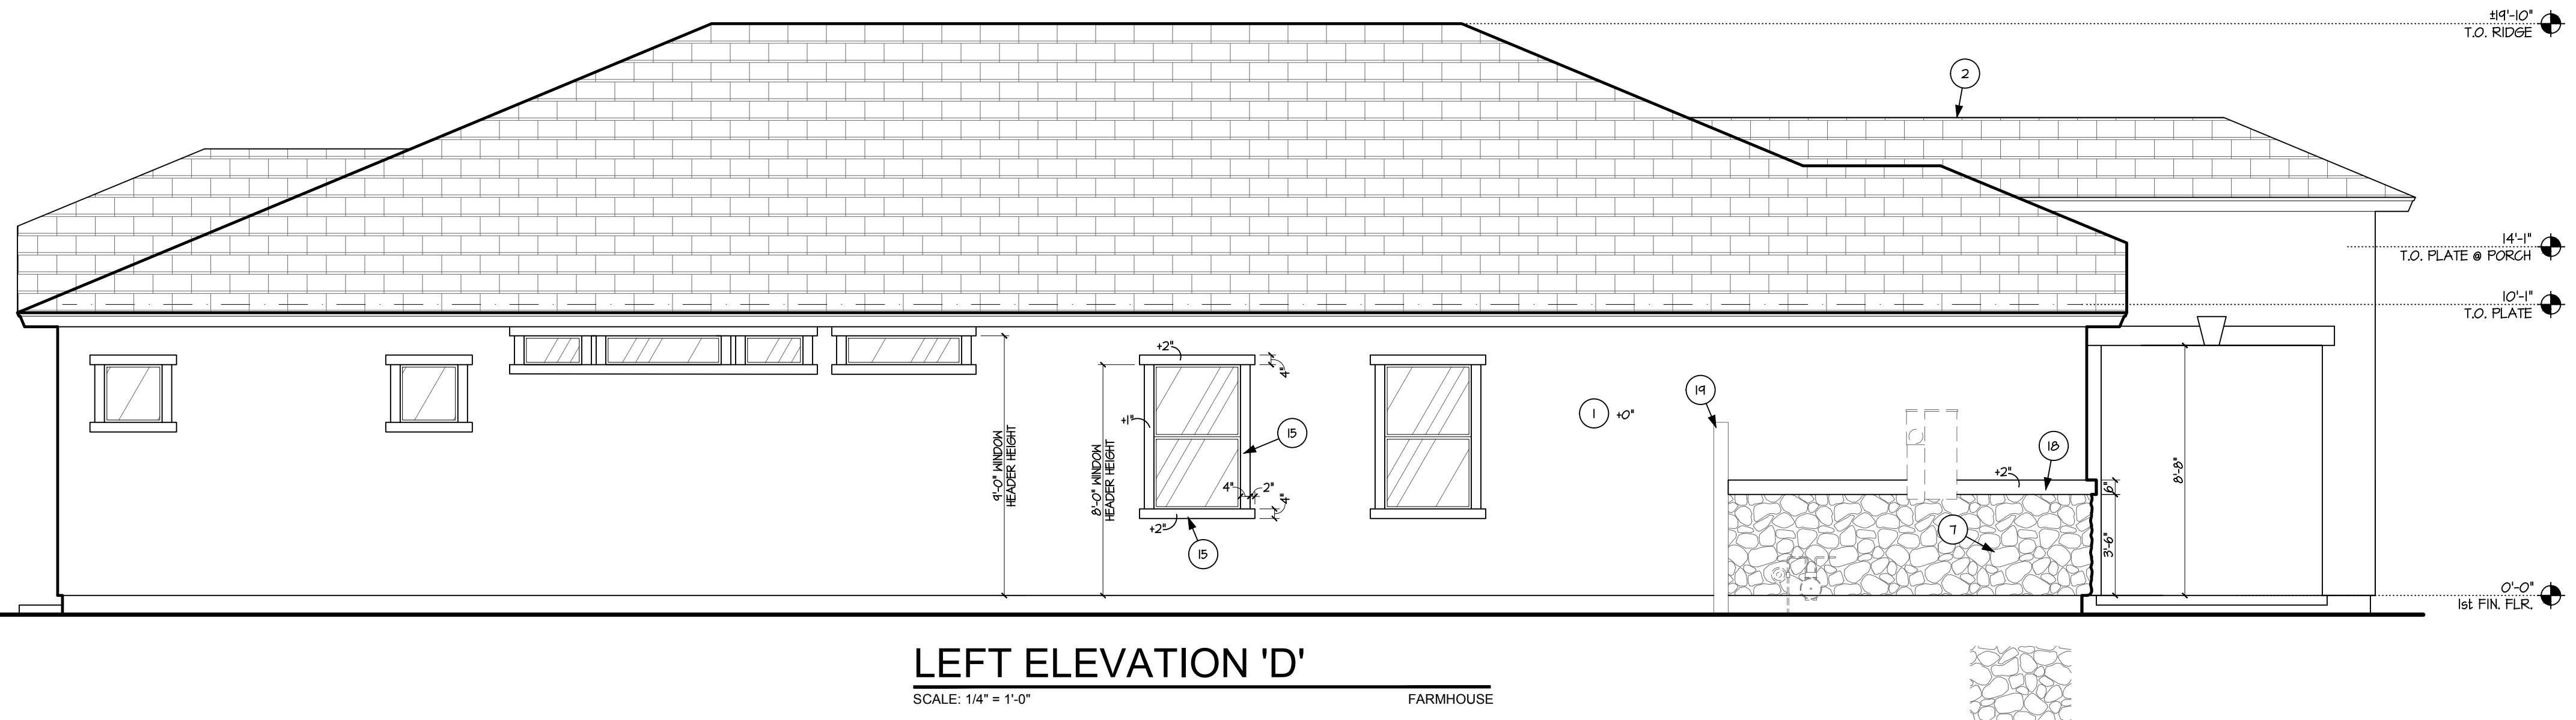 ±19'-10"
T.O. RIDGE
2
14'-1"
T.O. PLATE @ PORCH
10'-1"
T.O. PLATE
+2"
4"
19
1
+0"
+1"
15
9'-0" WINDOW
HEADER HEIGHT
8'-0" WINDOW
HEADER HEIGHT
18
+2"
8'-8"
6"
4"
2"
4"
+2"
15
7
3'-6"
0'-0"
1st FIN. FLR.
LEFT ELEVATION 'D'
SCALE: 1/4" = 1'-0"
FARMHOUSE